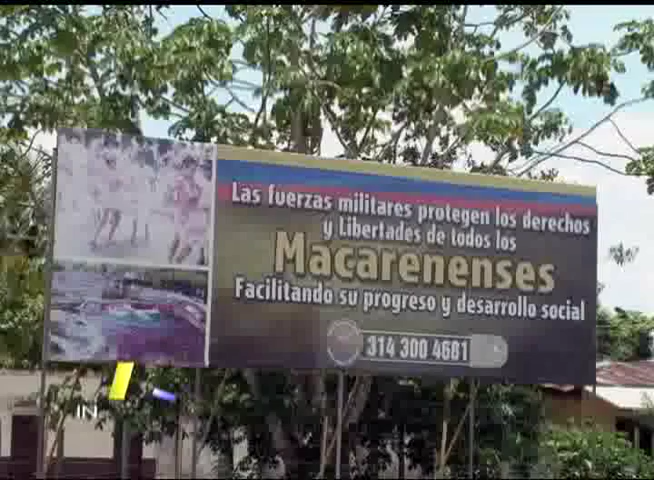 Las fuerzas militares protegen los derechos
y Libertades de todos los
Macarenenses
Facilitando su progreso y desarrollo social
314 300 4681
IN